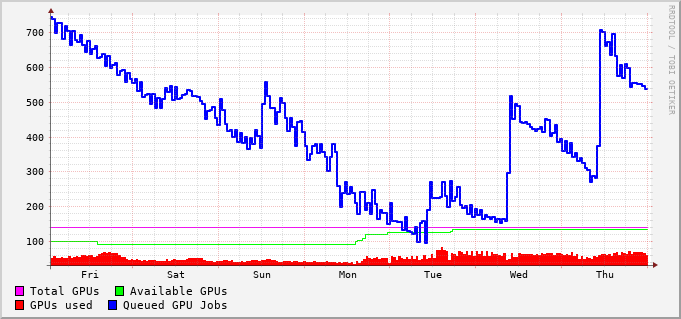 RRDTOOL / TOBI OETIKER
700
600
500
400
300
200
100
Fri Sat Sun Mon Tue Wed Thu
Total GPUs Available GPUs
GPUs used Queued GPU Jobs